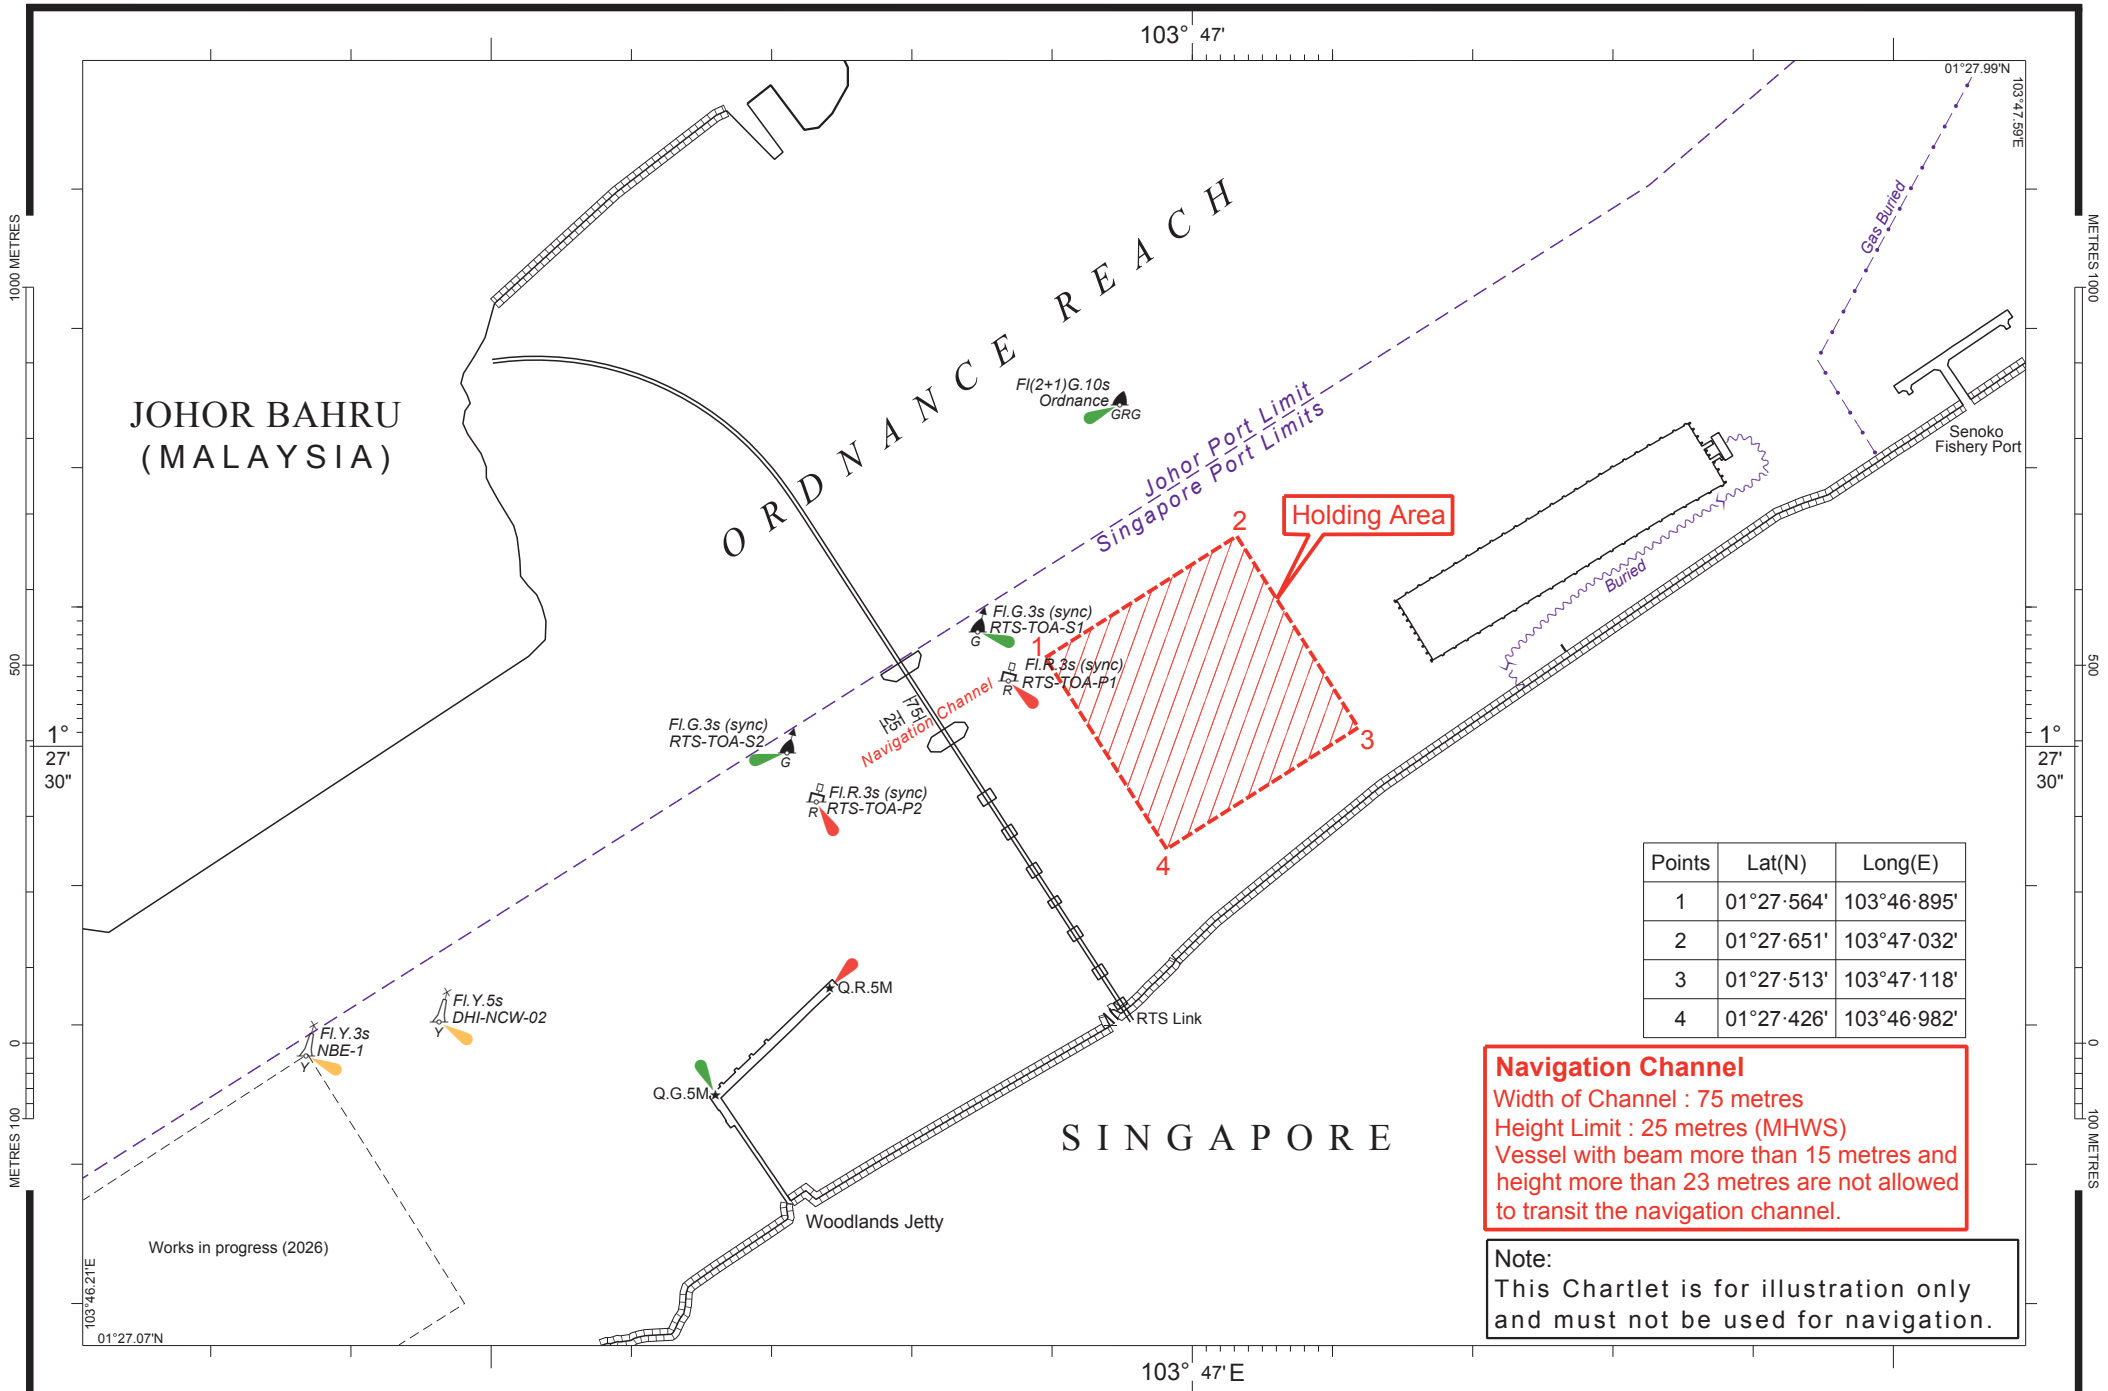 103° 47'
01°27.99'N
103°47.59'E
1000 METRES
METRES 1000
JOHOR BAHRU
(MALAYSIA)
ORDNANCE REACH
Fl(2+1)G.10s
Ordnance
GRG
Johor Port Limit
Singapore Port Limits
Gas Buried
Senoko
Fishery Port
Buried
Holding Area
1
2
3
4
Fl.G.3s (sync)
RTS-TOA-S1
G
Fl.R.3s (sync)
RTS-TOA-P1
R
75
25
Navigation Channel
Fl.G.3s (sync)
RTS-TOA-S2
G
Fl.R.3s (sync)
RTS-TOA-P2
R
500
500
1°
27'
30"
1°
27'
30"
Points Lat(N) Long(E)
1 01°27·564' 103°46·895'
2 01°27·651' 103°47·032'
3 01°27·513' 103°47·118'
4 01°27·426' 103°46·982'
Q.R.5M
Fl.Y.5s
DHI-NCW-02
Y
Fl.Y.3s
NBE-1
Y
RTS Link
Q.G.5M
0
0
METRES 100
100 METRES
SINGAPORE
Navigation Channel
Width of Channel : 75 metres
Height Limit : 25 metres (MHWS)
Vessel with beam more than 15 metres and
height more than 23 metres are not allowed
to transit the navigation channel.
Woodlands Jetty
Works in progress (2026)
Note:
This Chartlet is for illustration only
and must not be used for navigation.
103°46.21'E
01°27.07'N
103° 47'E